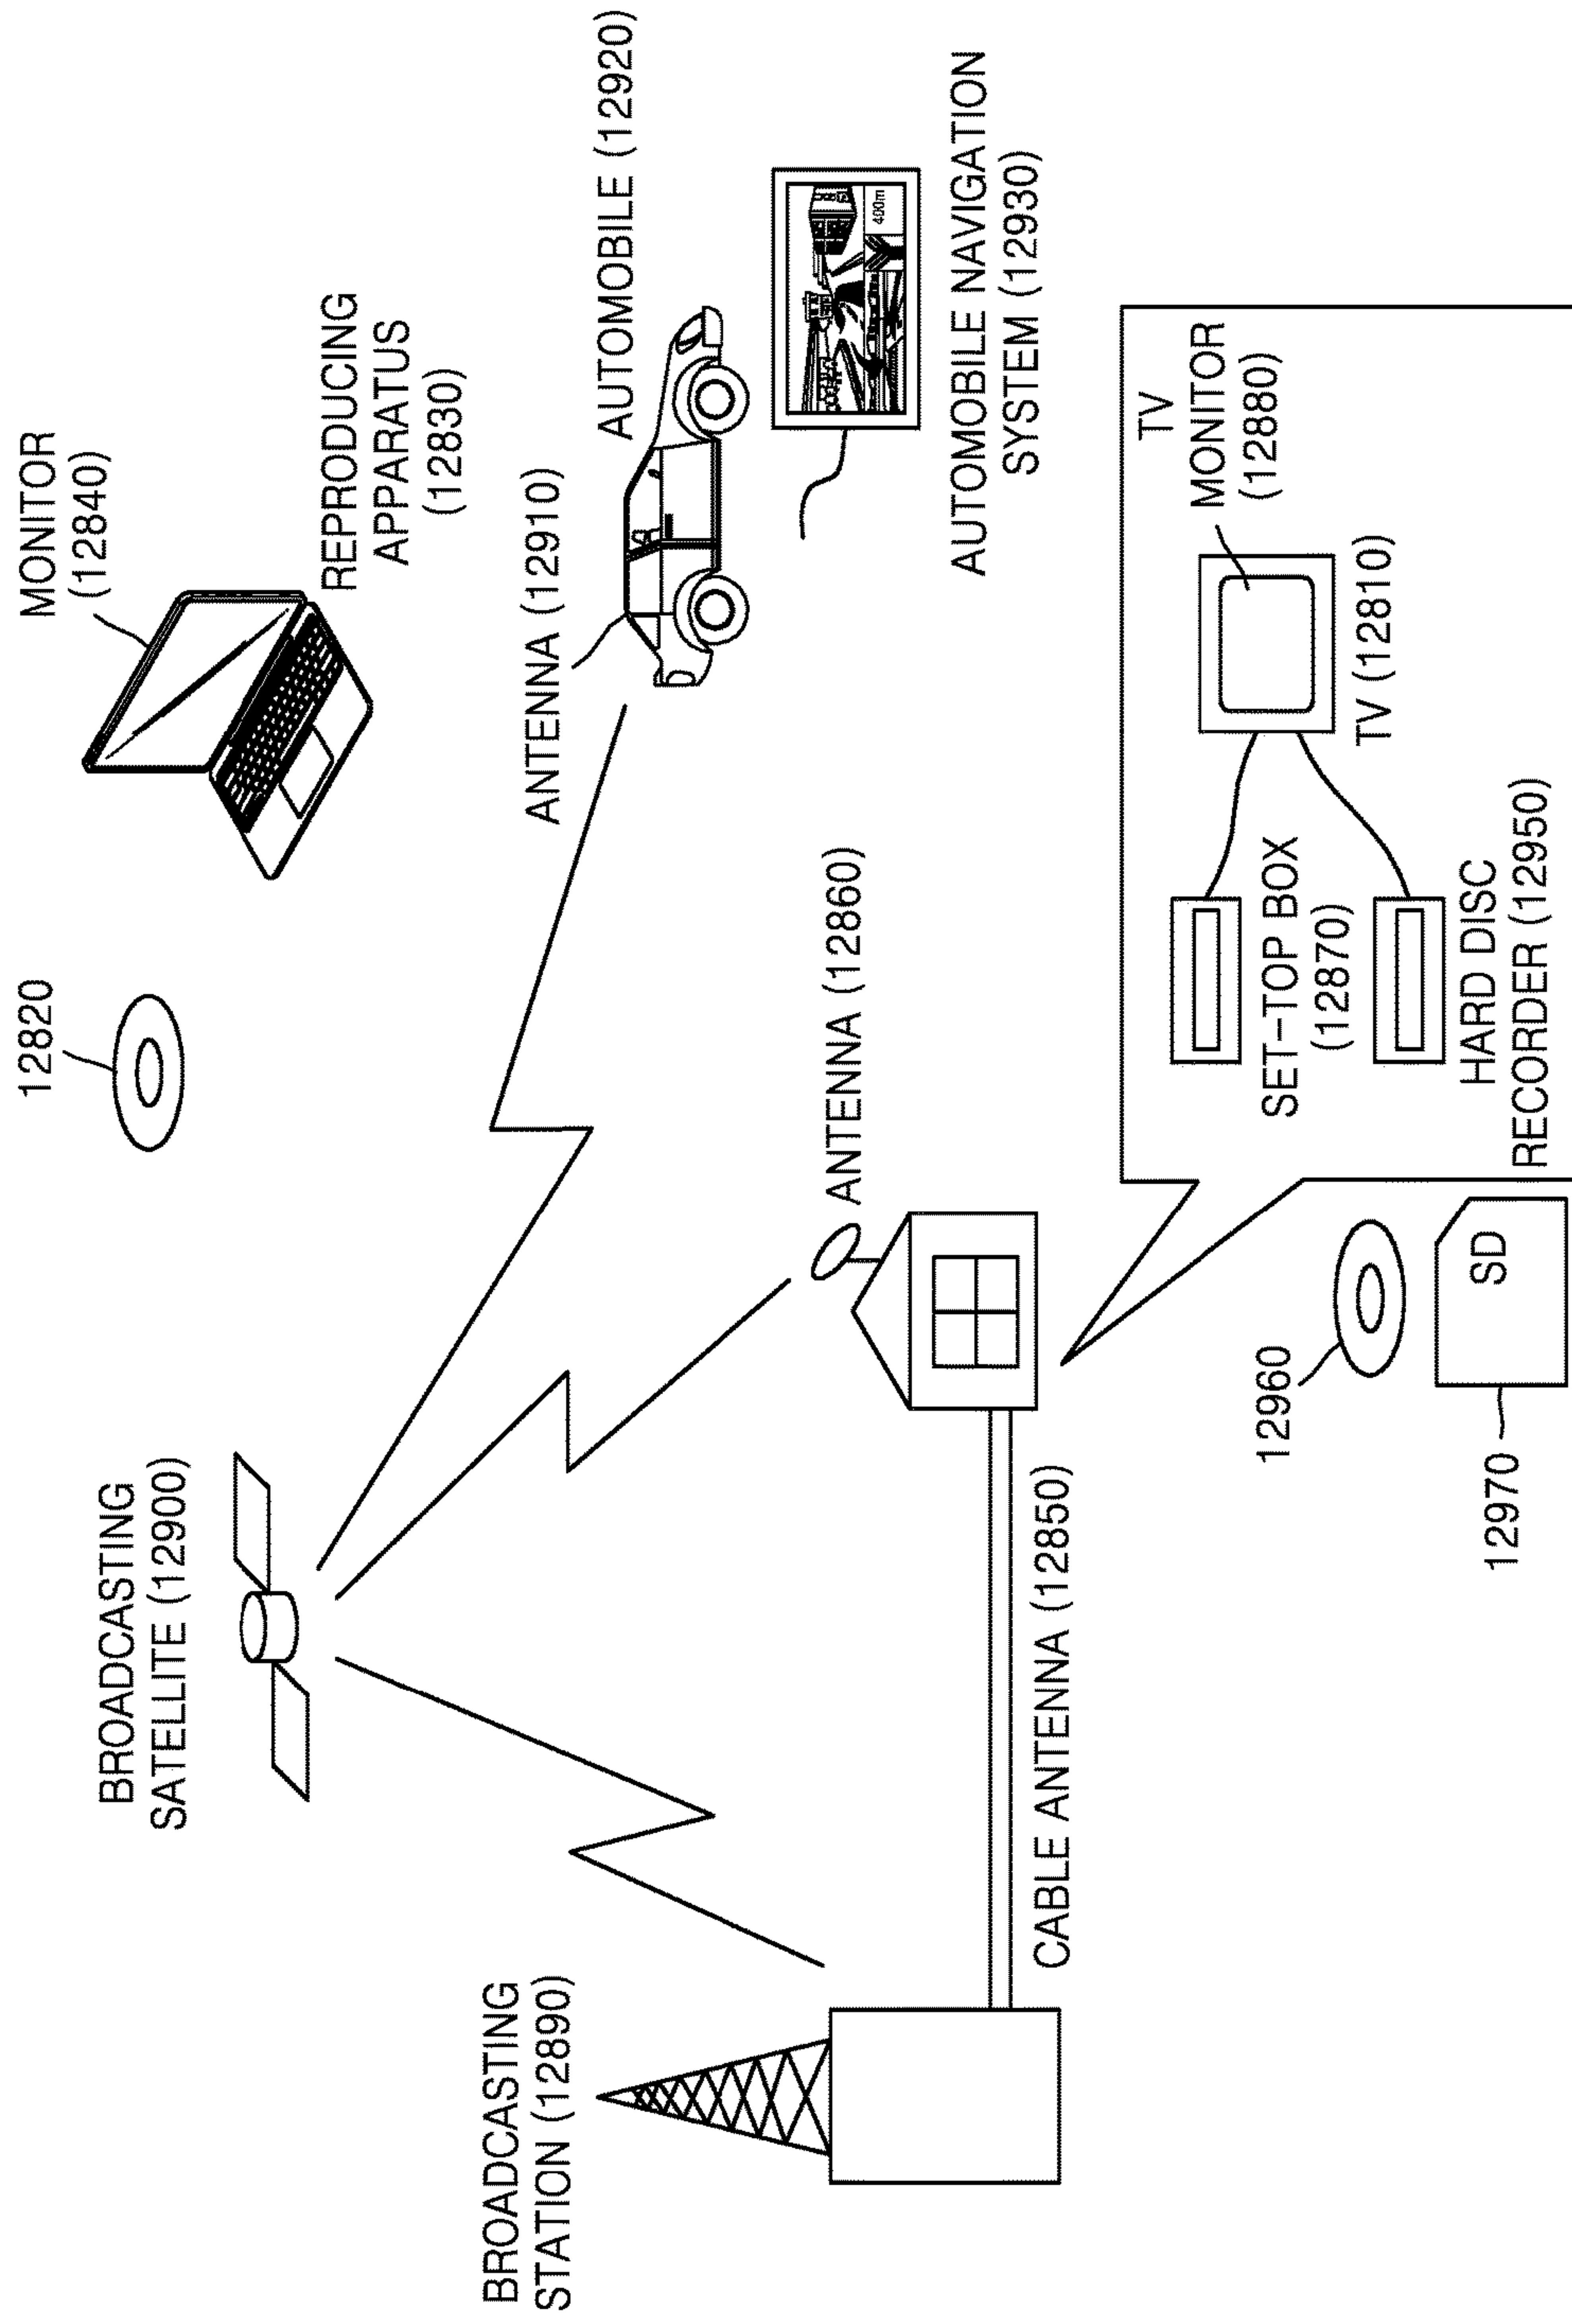 BROADCASTING
SATELLITE (12900)
12820
MONITOR
(12840)
REPRODUCING
APPARATUS
(12830)
BROADCASTING
STATION (12890)
ANTENNA (12910)
AUTOMOBILE (12920)
400m
AUTOMOBILE NAVIGATION
SYSTEM (12930)
ANTENNA (12860)
CABLE ANTENNA (12850)
TV
MONITOR
(12880)
SET-TOP BOX
(12870)
TV (12810)
HARD DISC
RECORDER (12950)
12960
SD
12970